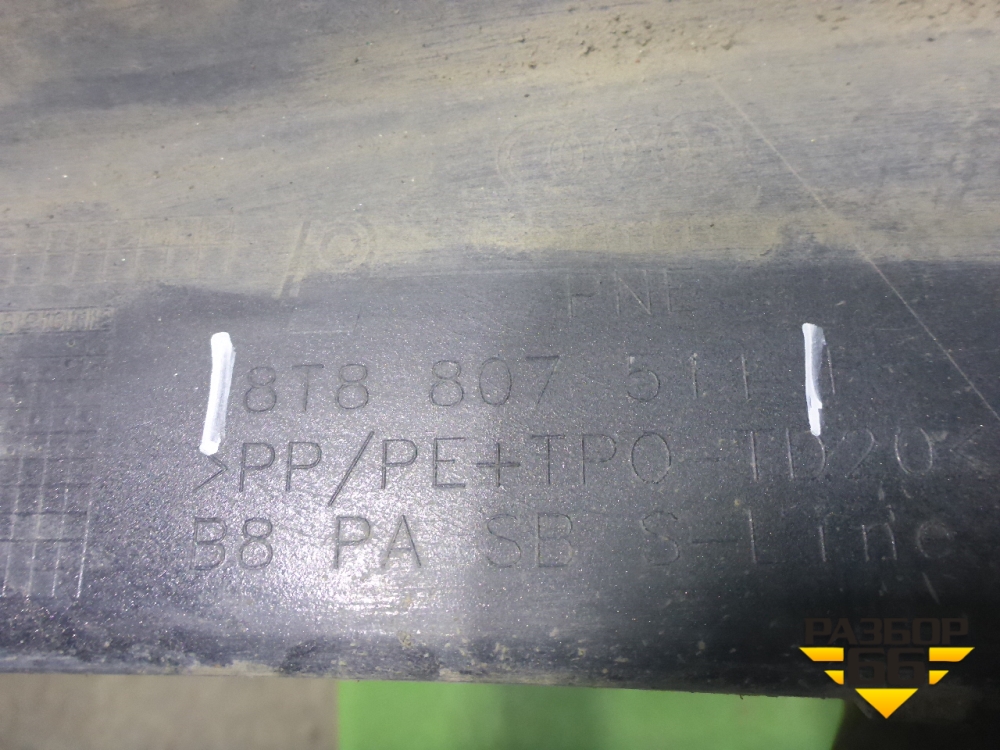 PNE
8T8 807 511 F
>PP/PE+TPO-TD20<
B8 PA SB S-Line
РАЗБОР
66